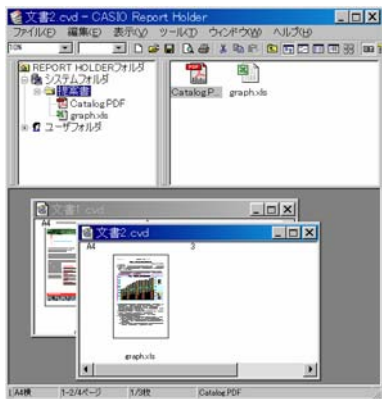 文書2.cvd - CASIO Report Holder
ファイル(F) 編集(E) 表示(V) ツール(T) ウィンドウ(W) ヘルプ(H)
10%
REPORT HOLDERフォルダ
システムフォルダ
提案書
Catalog.PDF
graph.xls
ユーザフォルダ
Catalog.P... graph.xls
文書1.cvd
A4
文書2.cvd
A4 3
graph.xls
A4横 1-2/4ページ 1/3枚 Catalog.PDF